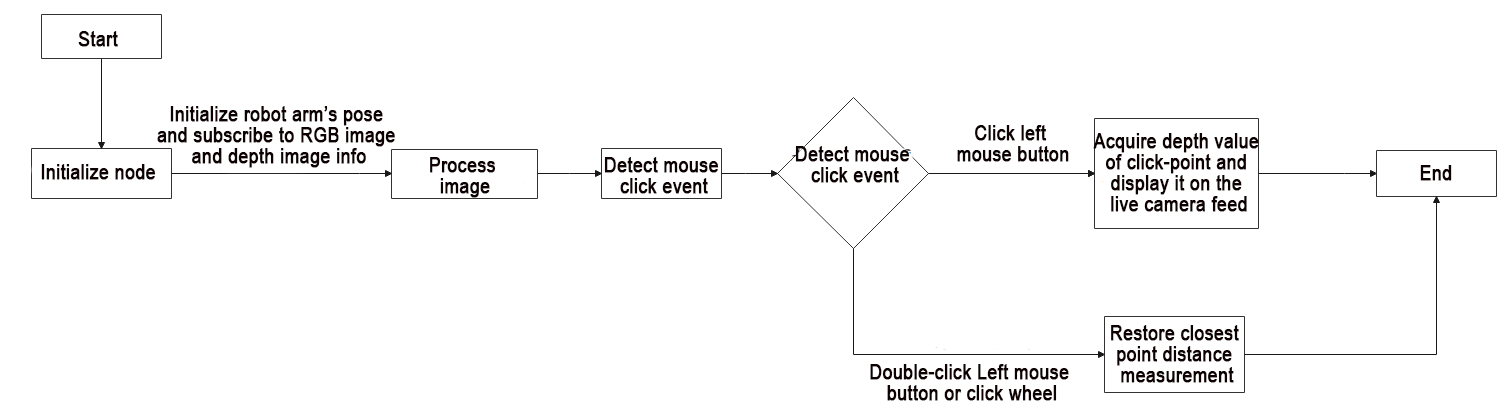 Start
Initialize robot arm's pose
and subscribe to RGB image
and depth image info
Initialize node
Process
image
Detect mouse
click event
Detect mouse
click event
Click left
mouse button
Acquire depth value
of click-point and
display it on the
live camera feed
End
Double-click Left mouse
button or click wheel
Restore closest
point distance
measurement